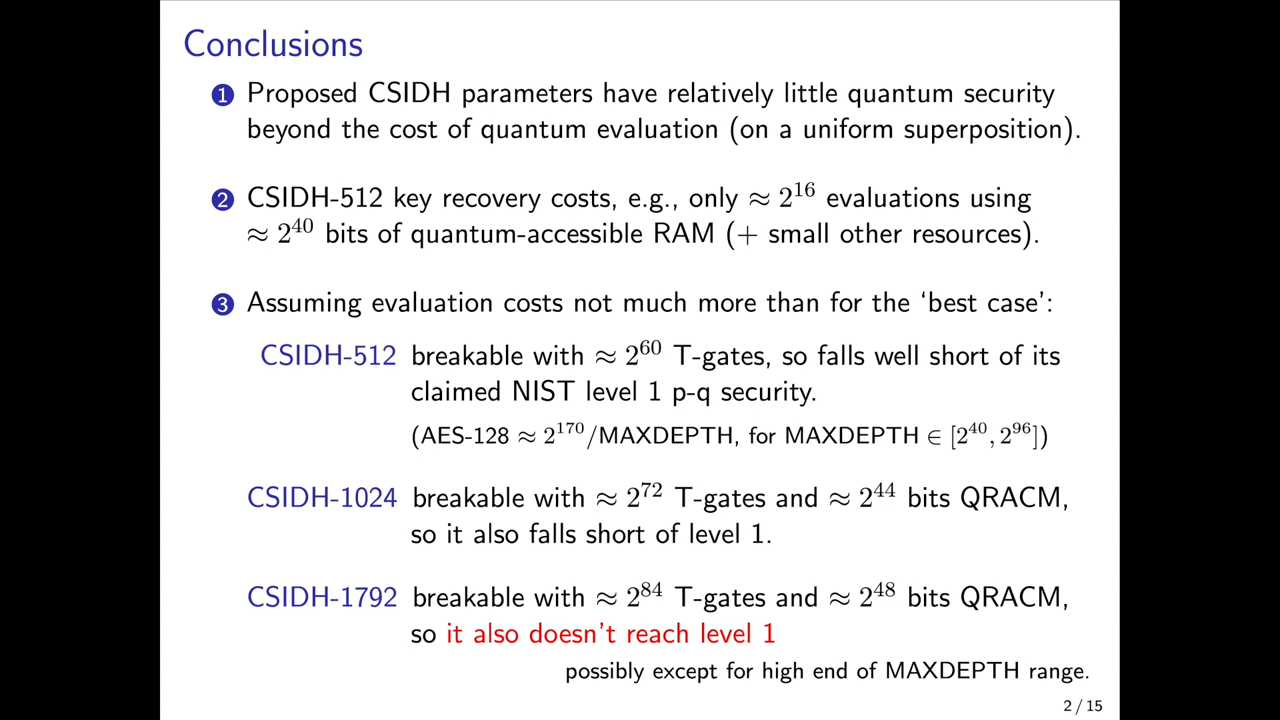 Conclusions
1 Proposed CSIDH parameters have relatively little quantum security
beyond the cost of quantum evaluation (on a uniform superposition).
2 CSIDH-512 key recovery costs, e.g., only ≈ 2^16 evaluations using
≈ 2^40 bits of quantum-accessible RAM (+ small other resources).
3 Assuming evaluation costs not much more than for the ‘best case’:
CSIDH-512 breakable with ≈ 2^60 T-gates, so falls well short of its
claimed NIST level 1 p-q security.
(AES-128 ≈ 2^170/MAXDEPTH, for MAXDEPTH ∈ [2^40, 2^96])
CSIDH-1024 breakable with ≈ 2^72 T-gates and ≈ 2^44 bits QRACM,
so it also falls short of level 1.
CSIDH-1792 breakable with ≈ 2^84 T-gates and ≈ 2^48 bits QRACM,
so it also doesn’t reach level 1
possibly except for high end of MAXDEPTH range.
2 / 15